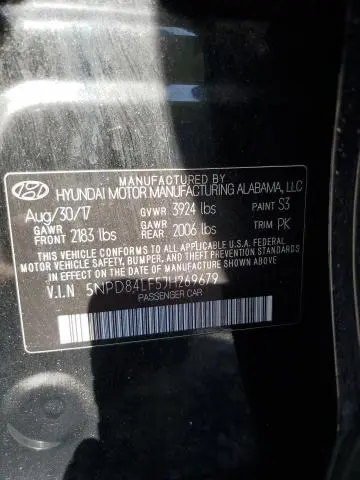 MANUFACTURED BY
HYUNDAI MOTOR MANUFACTURING ALABAMA, LLC
Aug/30/17 GVWR 3924 lbs PAINT S3
GAWR FRONT 2183 lbs GAWR REAR 2006 lbs TRIM PK
THIS VEHICLE CONFORMS TO ALL APPLICABLE U.S.A. FEDERAL
MOTOR VEHICLE SAFETY, BUMPER, AND THEFT PREVENTION STANDARDS
IN EFFECT ON THE DATE OF MANUFACTURE SHOWN ABOVE.
V.I.N 5NPD84LF5JH269679
PASSENGER CAR